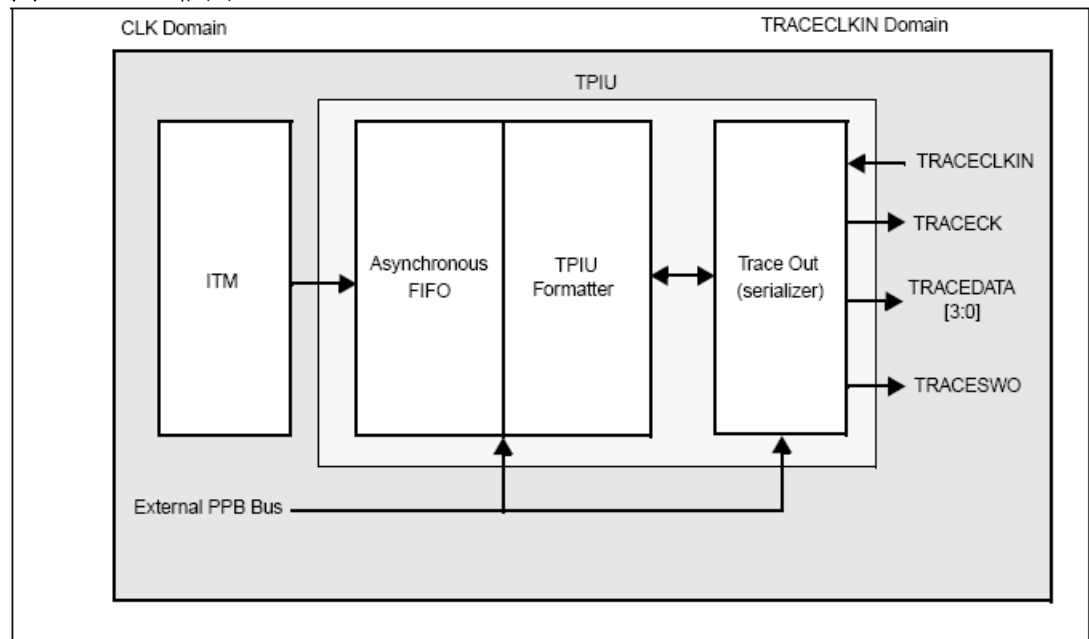 CLK Domain
TRACECLKIN Domain
TPIU
ITM
Asynchronous
FIFO
TPIU
Formatter
Trace Out
(serializer)
TRACECLKIN
TRACECK
TRACEDATA
[3:0]
TRACESWO
External PPB Bus